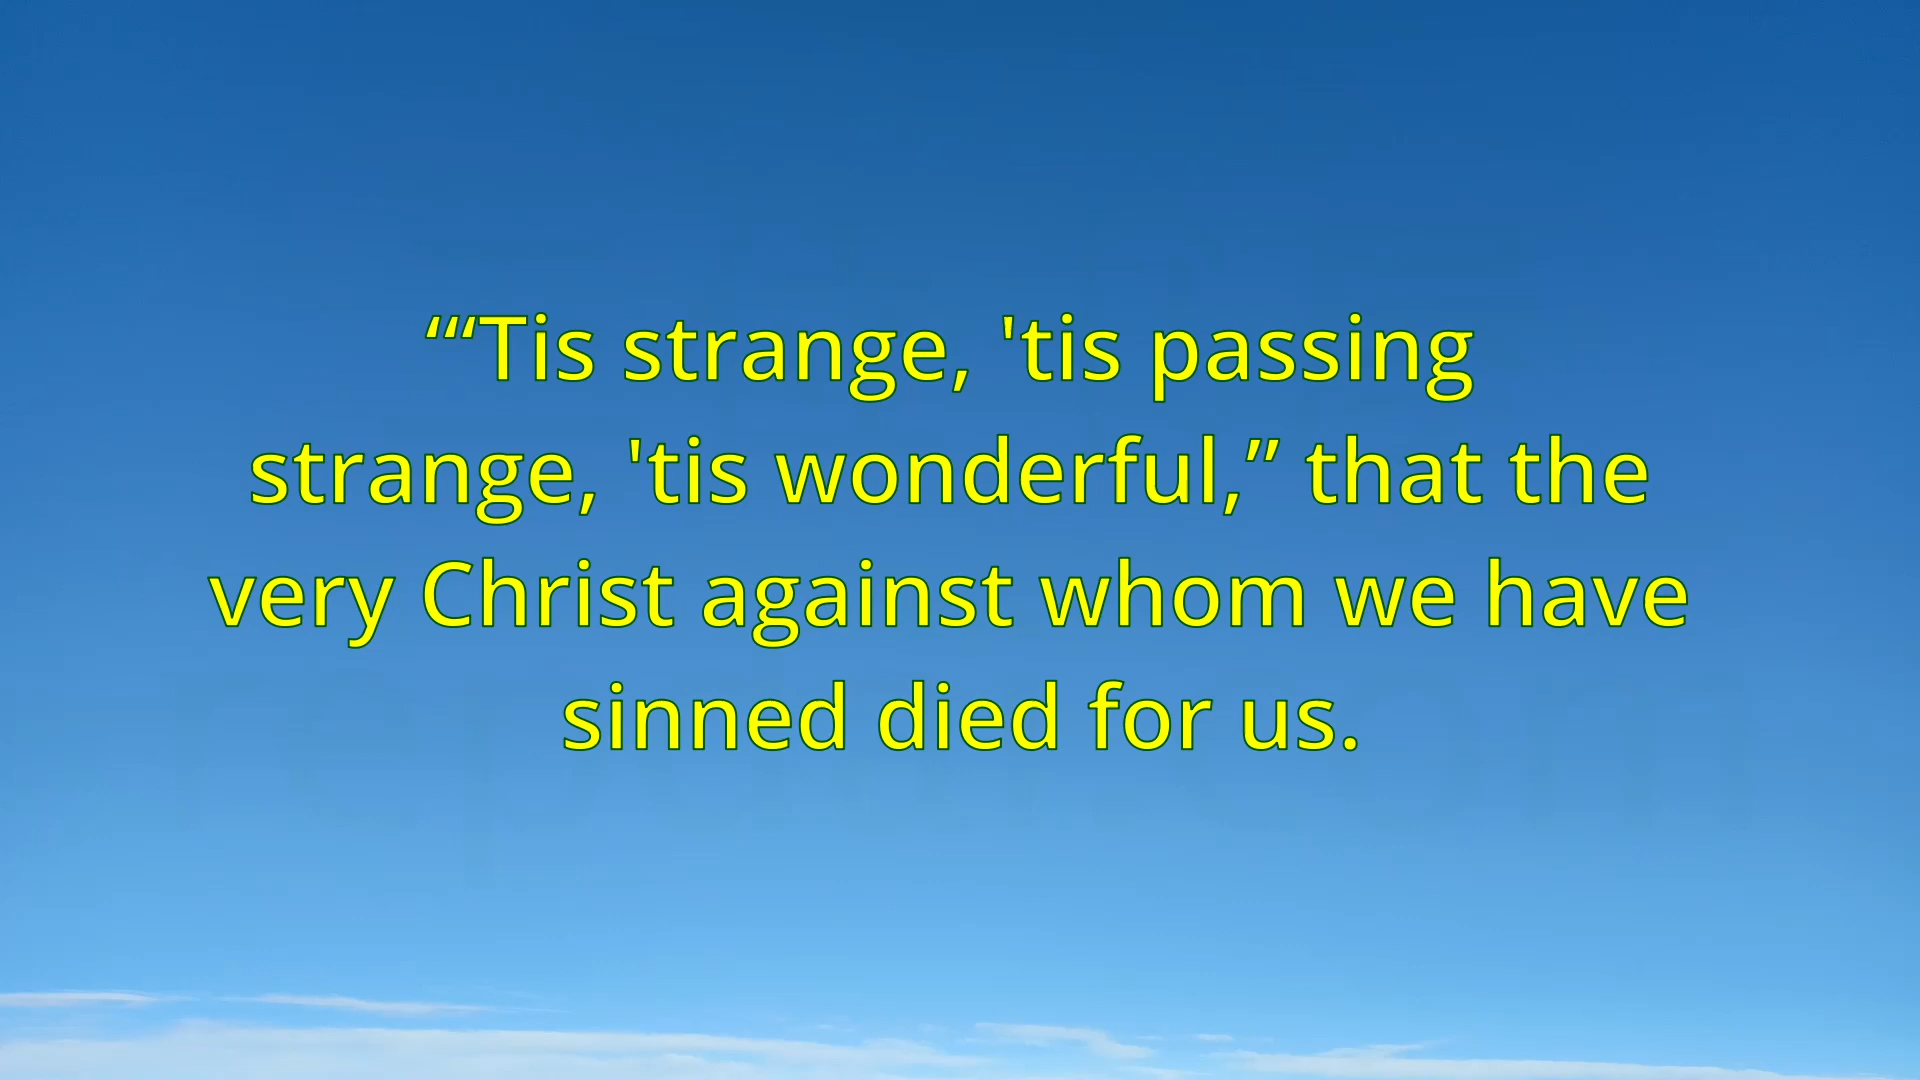 “‘Tis strange, 'tis passing
strange, 'tis wonderful,” that the
very Christ against whom we have
sinned died for us.